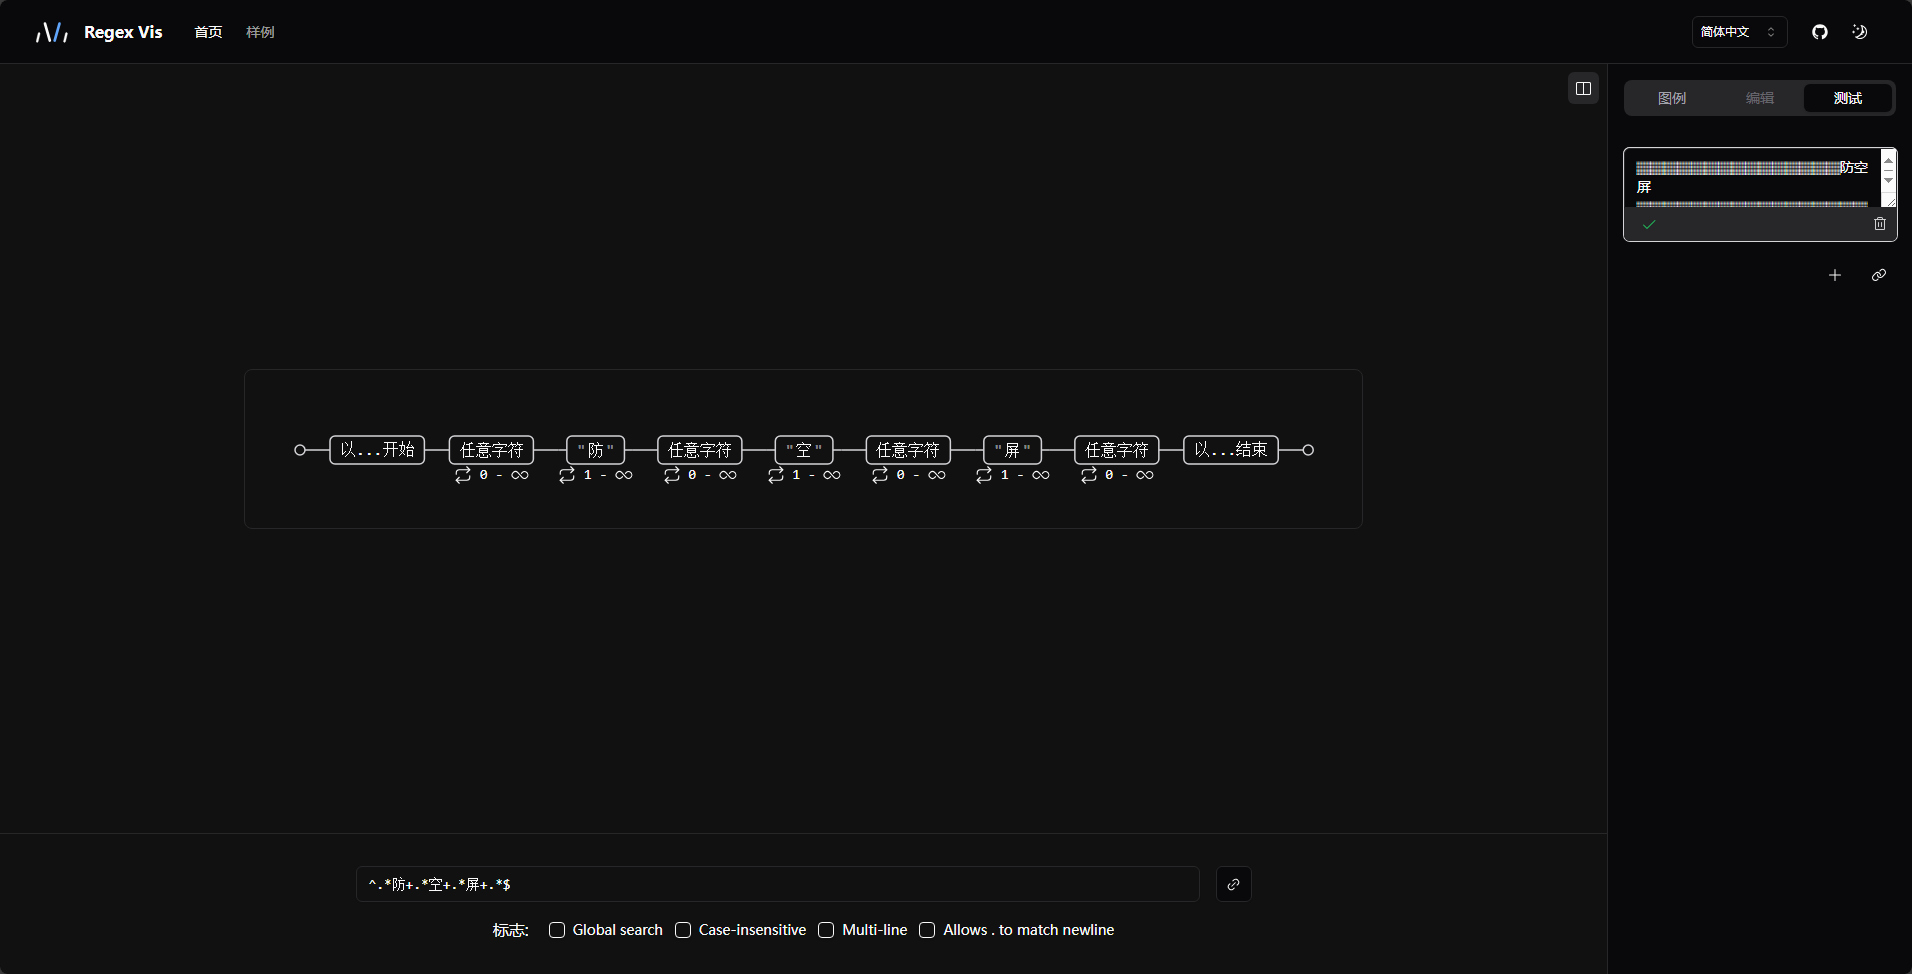 Regex Vis 首页 样例 简体中文
图例 编辑 测试
防空
屏
以...开始 任意字符 "防" 任意字符 "空" 任意字符 "屏" 任意字符 以...结束
0 - ∞ 1 - ∞ 0 - ∞ 1 - ∞ 0 - ∞ 1 - ∞ 0 - ∞
^.*防+.*空+.*屏+.*$
标志: Global search Case-insensitive Multi-line Allows . to match newline